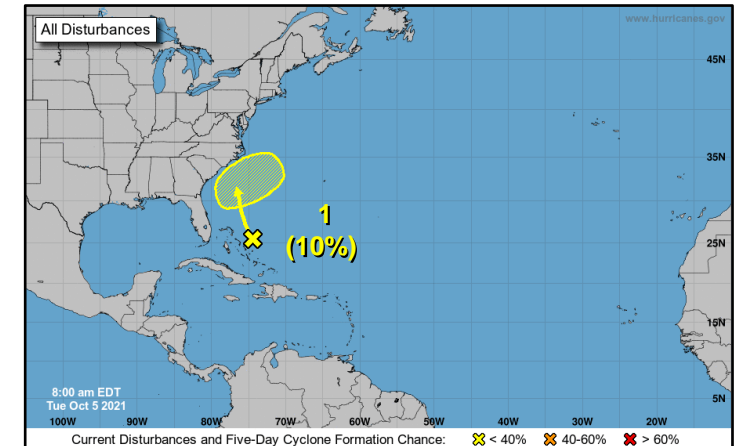 www.hurricanes.gov
All Disturbances
45N
35N
25N
15N
5N
1
(10%)
8:00 am EDT
Tue Oct 5 2021
100W 90W 80W 70W 60W 50W 40W 30W 20W
Current Disturbances and Five-Day Cyclone Formation Chance: < 40% 40-60% > 60%